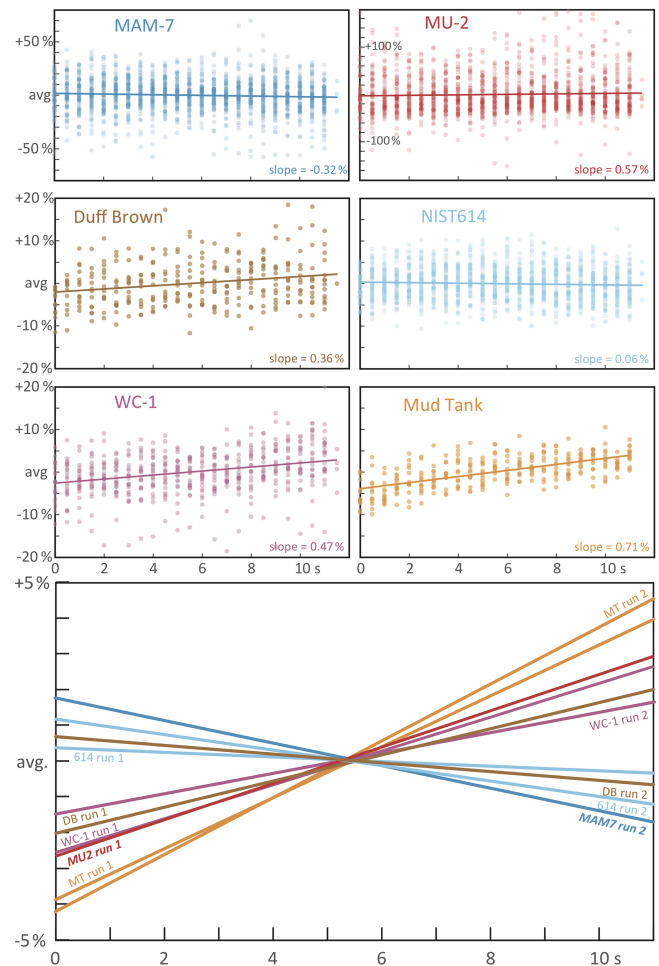 MAM-7
MU-2
+50%
avg
-50%
+100%
-100%
slope = -0.32%
slope = 0.57%
+20%
+10%
avg
-10%
-20%
Duff Brown
NIST614
slope = 0.36%
slope = 0.06%
+20%
+10%
avg
-10%
-20%
WC-1
Mud Tank
slope = 0.47%
slope = 0.71%
0 2 4 6 8 10 s
0 2 4 6 8 10 s
+5%
avg.
-5%
MT run 2
WC-1 run 2
614 run 1
DB run 1
WC-1 run 1
MU2 run 1
MT run 1
DB run 2
614 run 2
MAM7 run 2
0 2 4 6 8 10 s